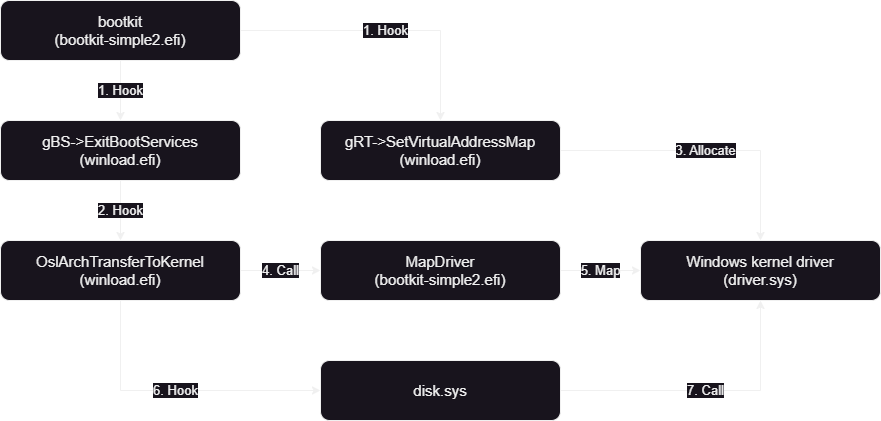 bootkit
(bootkit-simple2.efi)
1. Hook
1. Hook
gBS->ExitBootServices
(winload.efi)
gRT->SetVirtualAddressMap
(winload.efi)
3. Allocate
2. Hook
OslArchTransferToKernel
(winload.efi)
4. Call
MapDriver
(bootkit-simple2.efi)
5. Map
Windows kernel driver
(driver.sys)
6. Hook
disk.sys
7. Call